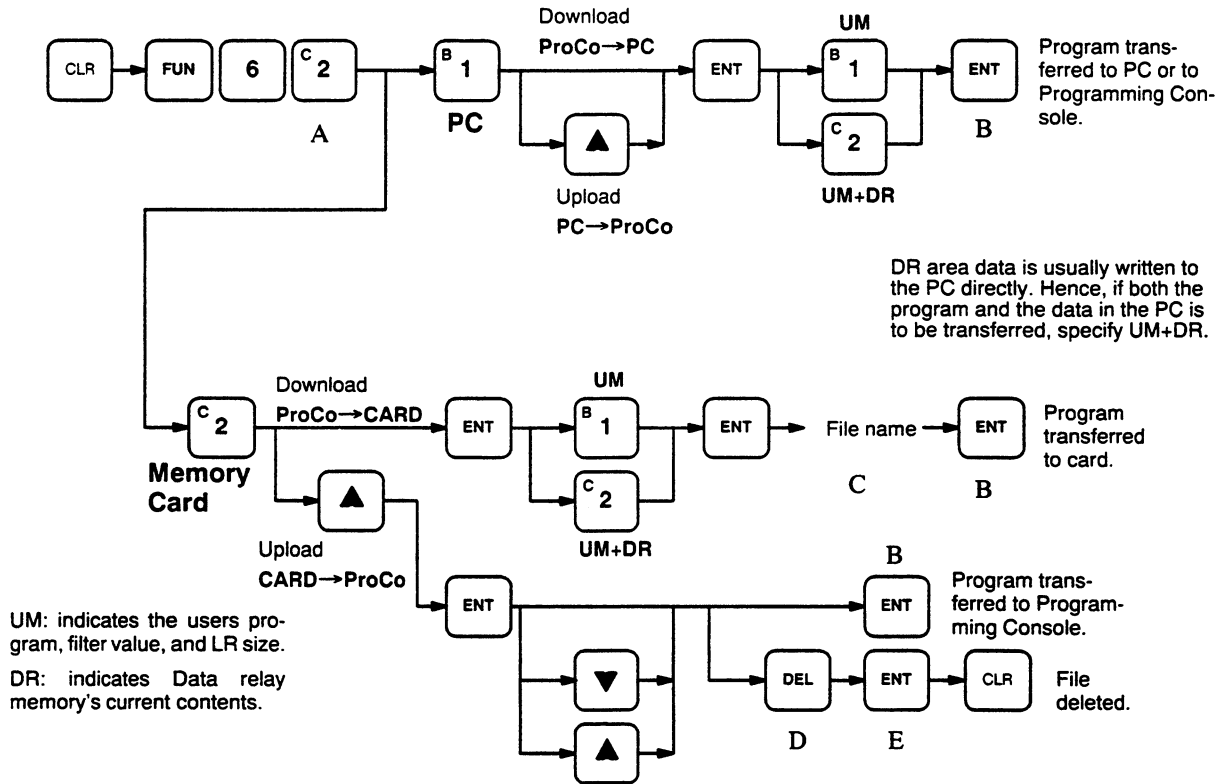 Download
ProCo→PC
UM
CLR
FUN
6
C 2
B 1
ENT
B 1
ENT
Program trans-
ferred to PC or to
Programming Con-
sole.
A
PC
▲
C 2
B
Upload
PC→ProCo
UM+DR
DR area data is usually written to
the PC directly. Hence, if both the
program and the data in the PC is
to be transferred, specify UM+DR.
Download
ProCo→CARD
UM
C 2
ENT
B 1
ENT
File name
ENT
Program
transferred
to card.
Memory
Card
▲
C 2
C
B
Upload
CARD→ProCo
UM+DR
B
ENT
ENT
Program trans-
ferred to Program-
ming Console.
UM: indicates the users pro-
gram, filter value, and LR size.
DR: indicates Data relay
memory's current contents.
▼
DEL
ENT
CLR
File
deleted.
▲
D
E